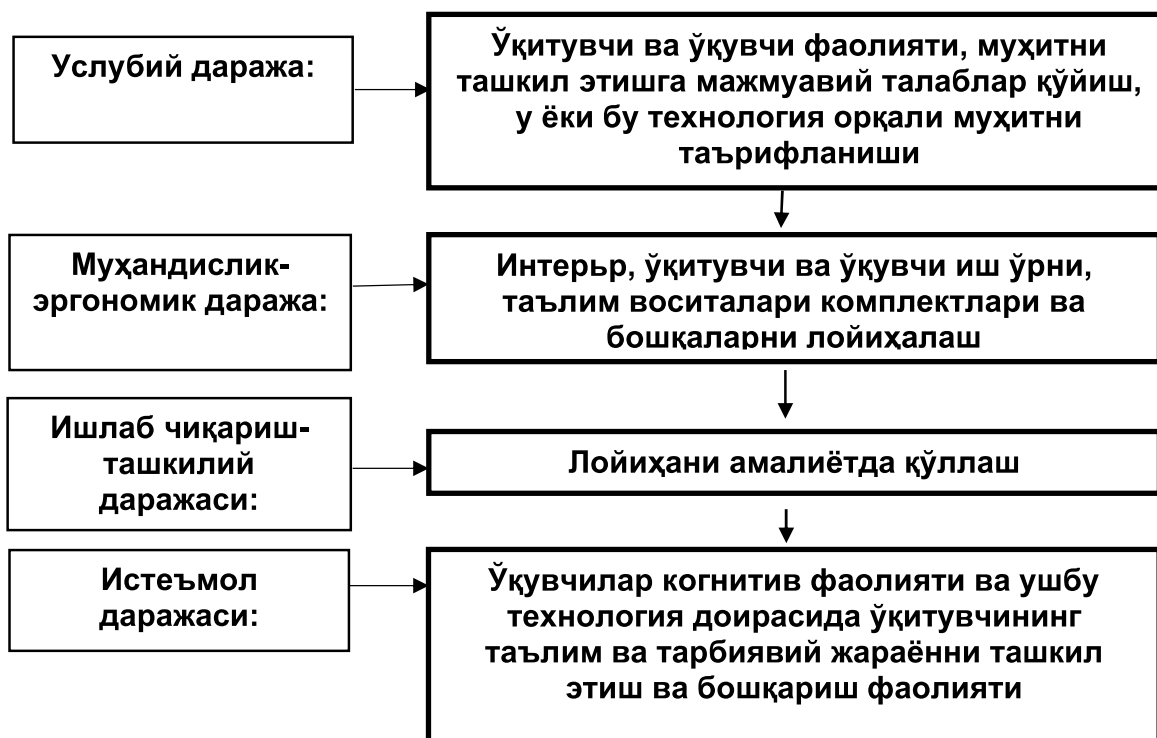 Услубий даража:
Ўқитувчи ва ўқувчи фаолияти, муҳитни
ташкил этишга мажмуавий талаблар қўйиш,
у ёки бу технология орқали муҳитни
таърифланиши
Муҳандислик-
эргономик даража:
Интерьр, ўқитувчи ва ўқувчи иш ўрни,
таълим воситалари комплектлари ва
бошқаларни лойиҳалаш
Ишлаб чиқариш-
ташкилий
даражаси:
Лойиҳани амалиётда қўллаш
Истеъмол
даражаси:
Ўқувчилар когнитив фаолияти ва ушбу
технология доирасида ўқитувчининг
таълим ва тарбиявий жараённи ташкил
этиш ва бошқариш фаолияти